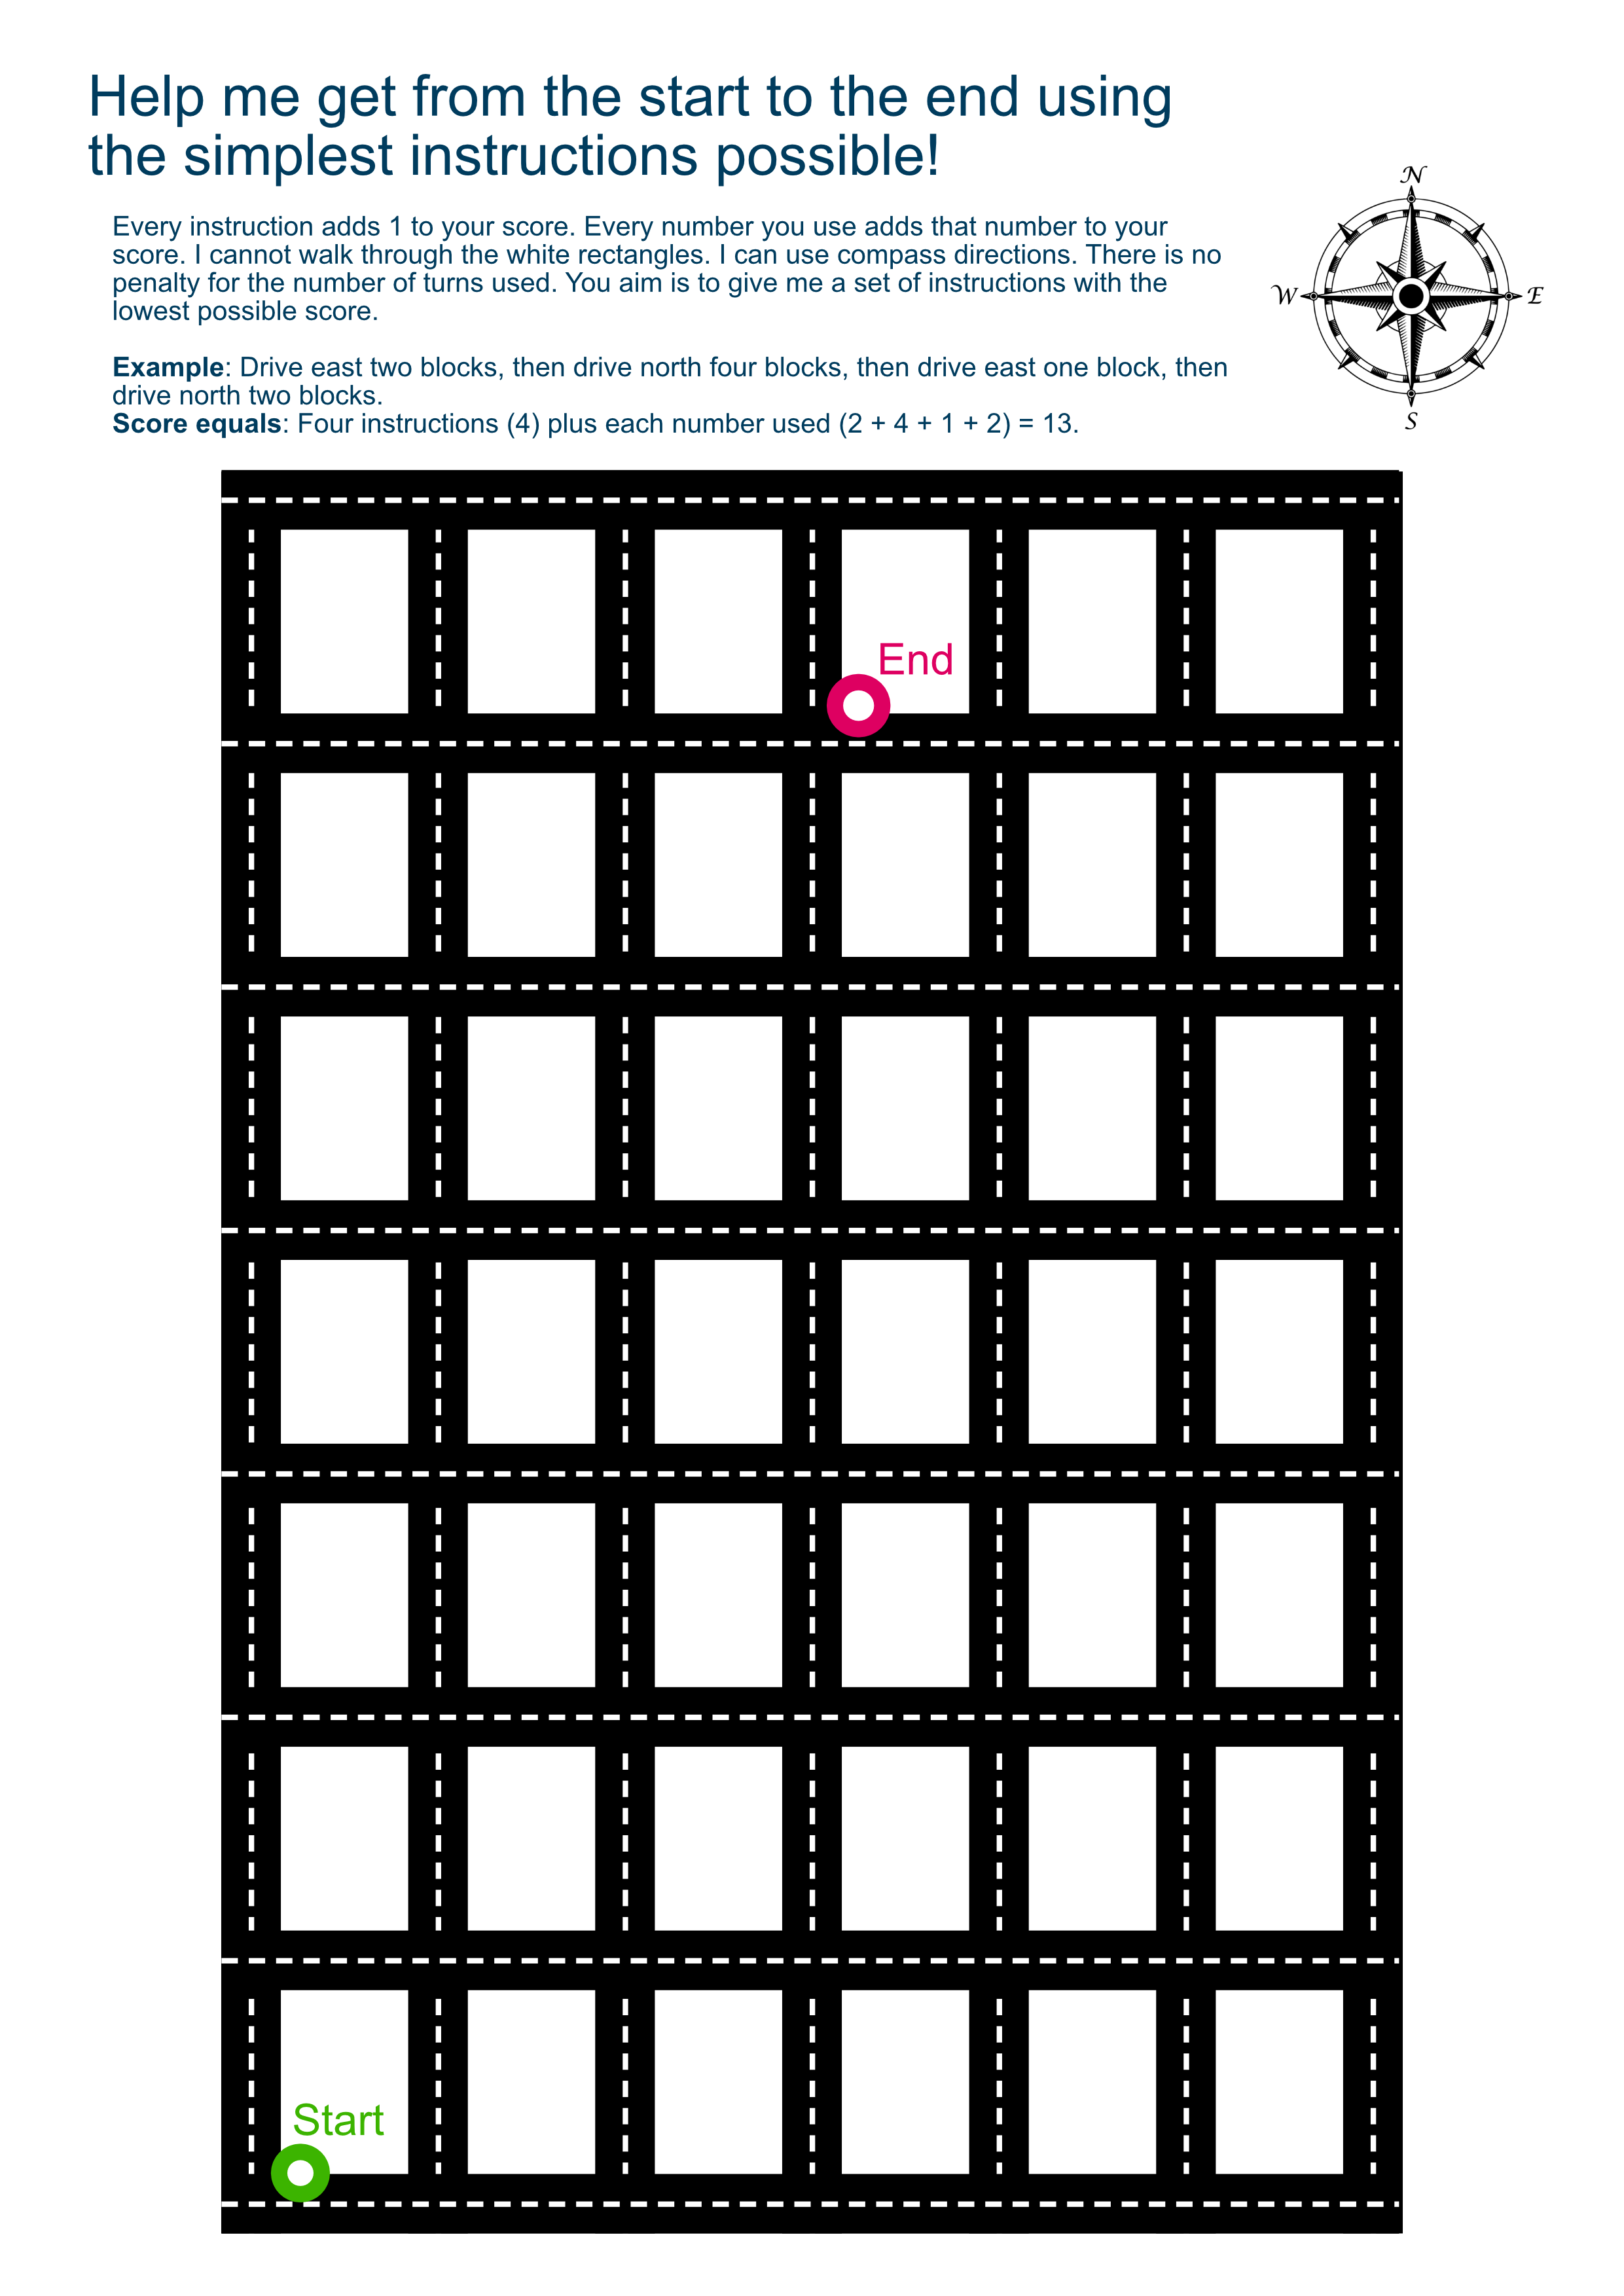 Help me get from the start to the end using
the simplest instructions possible!
N
W
E
S
Every instruction adds 1 to your score. Every number you use adds that number to your
score. I cannot walk through the white rectangles. I can use compass directions. There is no
penalty for the number of turns used. You aim is to give me a set of instructions with the
lowest possible score.
Example: Drive east two blocks, then drive north four blocks, then drive east one block, then
drive north two blocks.
Score equals: Four instructions (4) plus each number used (2 + 4 + 1 + 2) = 13.
End
Start